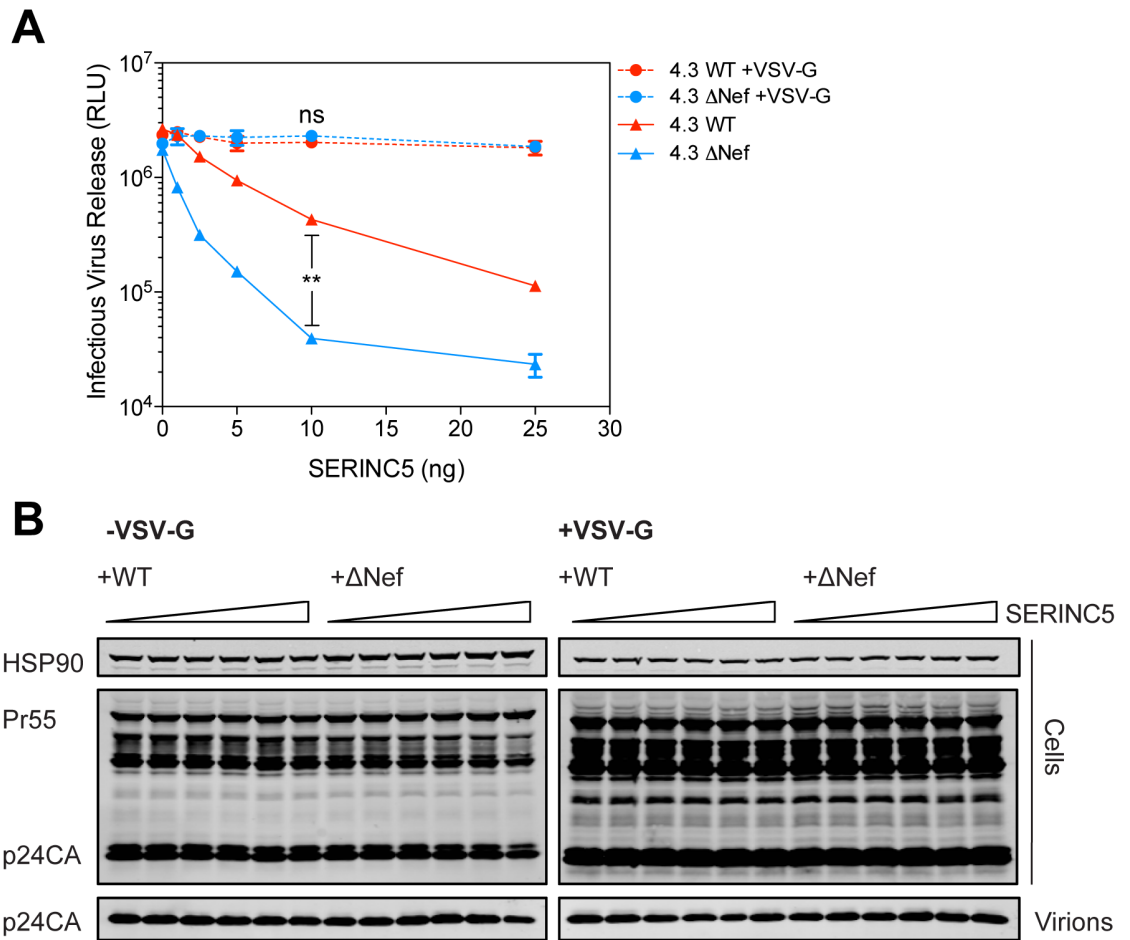 A
Infectious Virus Release (RLU)
10⁷
10⁶
10⁵
10⁴
ns
**
0 5 10 15 20 25 30
SERINC5 (ng)
4.3 WT +VSV-G
4.3 ΔNef +VSV-G
4.3 WT
4.3 ΔNef
B
-VSV-G +VSV-G
+WT +ΔNef +WT +ΔNef
SERINC5
HSP90
Pr55
p24CA
Cells
p24CA
Virions